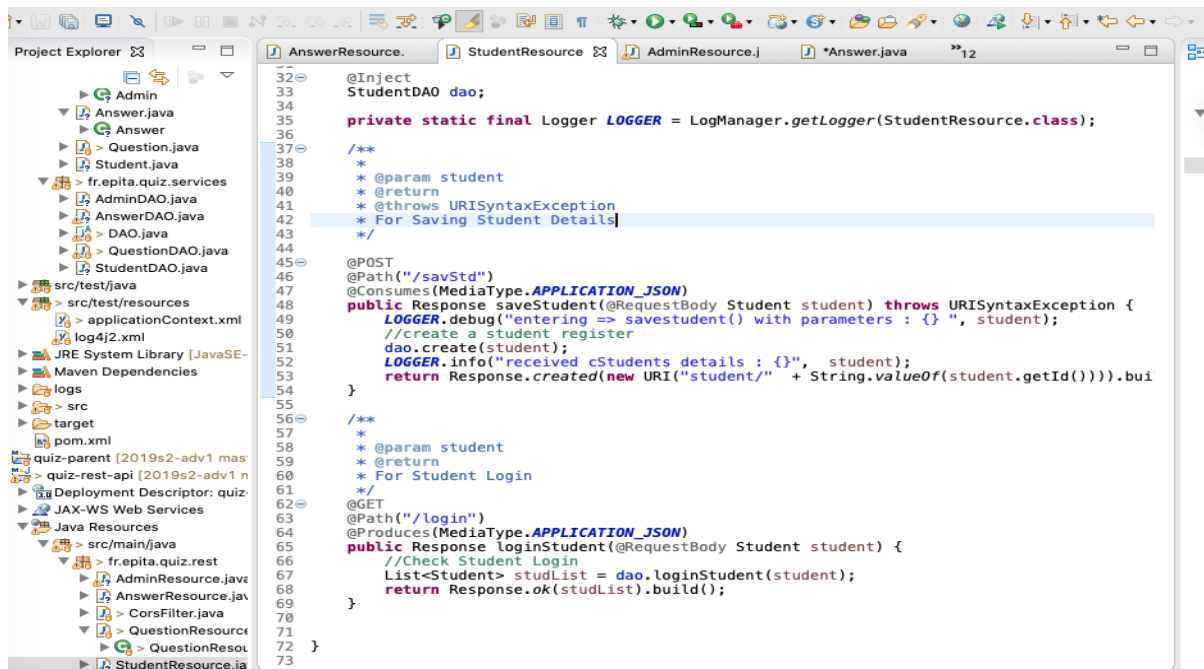 Project Explorer
Admin
Answer.java
Answer
> Question.java
Student.java
> fr.epita.quiz.services
AdminDAO.java
AnswerDAO.java
> DAO.java
> QuestionDAO.java
StudentDAO.java
src/test/java
> src/test/resources
> applicationContext.xml
log4j2.xml
JRE System Library [JavaSE-
Maven Dependencies
logs
> src
target
pom.xml
quiz-parent [2019s2-adv1 mas
> quiz-rest-api [2019s2-adv1 n
Deployment Descriptor: quiz-
JAX-WS Web Services
Java Resources
> src/main/java
> fr.epita.quiz.rest
AdminResource.java
AnswerResource.jav
> CorsFilter.java
> QuestionResource
> QuestionResou
StudentResource.ja
AnswerResource.
StudentResource
AdminResource.j
*Answer.java
»12
32 @Inject
33 StudentDAO dao;
34
35 private static final Logger LOGGER = LogManager.getLogger(StudentResource.class);
36
37 /**
38 *
39 * @param student
40 * @return
41 * @throws URISyntaxException
42 * For Saving Student Details
43 */
44
45 @POST
46 @Path("/savStd")
47 @Consumes(MediaType.APPLICATION_JSON)
48 public Response saveStudent(@RequestBody Student student) throws URISyntaxException {
49 LOGGER.debug("entering => savestudent() with parameters : {} ", student);
50 //create a student register
51 dao.create(student);
52 LOGGER.info("received cStudents details : {}", student);
53 return Response.created(new URI("student/" + String.valueOf(student.getId()))).bui
54 }
55
56 /**
57 *
58 * @param student
59 * @return
60 * For Student Login
61 */
62 @GET
63 @Path("/login")
64 @Produces(MediaType.APPLICATION_JSON)
65 public Response loginStudent(@RequestBody Student student) {
66 //Check Student Login
67 List<Student> studList = dao.loginStudent(student);
68 return Response.ok(studList).build();
69 }
70
71
72 }
73